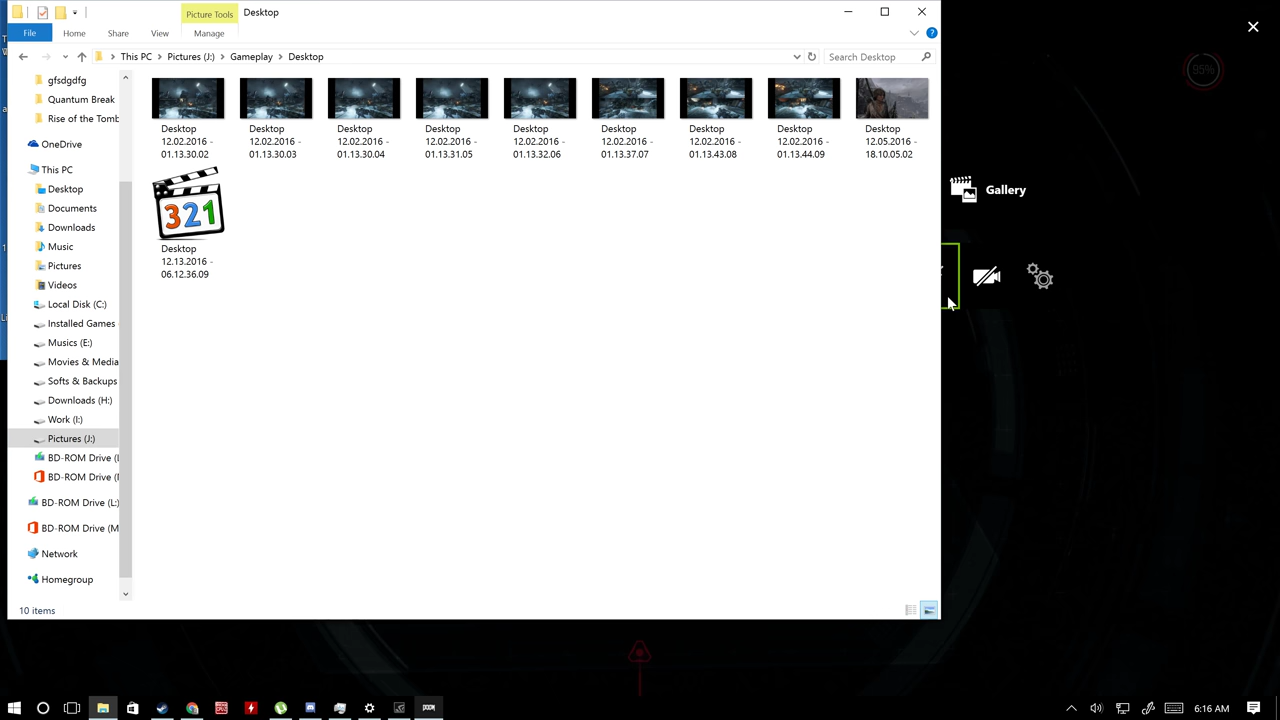 Picture Tools
Desktop
File
Home
Share
View
Manage
This PC
Pictures (J:)
Gameplay
Desktop
Search Desktop
gfsdgdfg
Quantum Break
Rise of the Tomb
OneDrive
This PC
Desktop
Documents
Downloads
Music
Pictures
Videos
Local Disk (C:)
Installed Games
Musics (E:)
Movies & Media
Softs & Backups
Downloads (H:)
Work (I:)
Pictures (J:)
BD-ROM Drive (
BD-ROM Drive (
BD-ROM Drive (L:)
BD-ROM Drive (M
Network
Homegroup
Desktop
12.02.2016 -
01.13.30.02
Desktop
12.02.2016 -
01.13.30.03
Desktop
12.02.2016 -
01.13.30.04
Desktop
12.02.2016 -
01.13.31.05
Desktop
12.02.2016 -
01.13.32.06
Desktop
12.02.2016 -
01.13.37.07
Desktop
12.02.2016 -
01.13.43.08
Desktop
12.02.2016 -
01.13.44.09
Desktop
12.05.2016 -
18.10.05.02
321
Desktop
12.13.2016 -
06.12.36.09
10 items
95%
Gallery
DOOM
6:16 AM